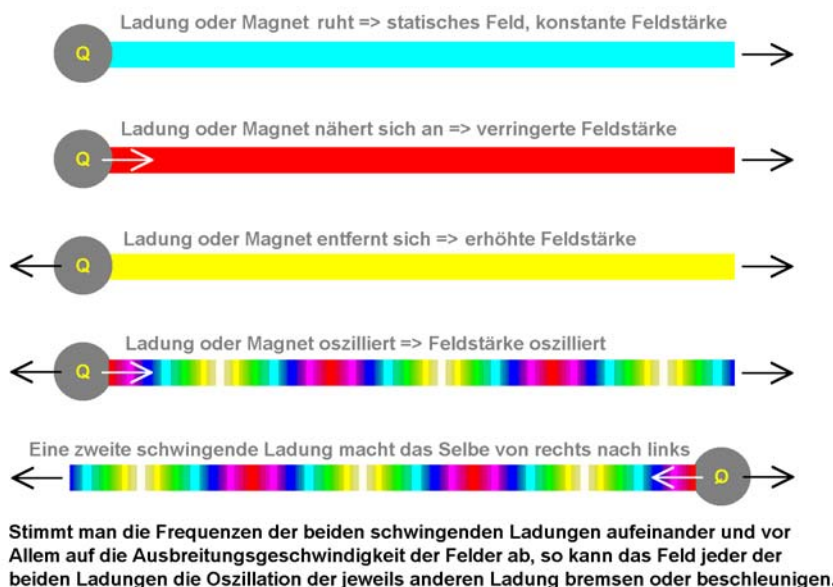 Ladung oder Magnet ruht => statisches Feld, konstante Feldstärke
Q
Ladung oder Magnet nähert sich an => verringerte Feldstärke
Q
Ladung oder Magnet entfernt sich => erhöhte Feldstärke
Q
Ladung oder Magnet oszilliert => Feldstärke oszilliert
Q
Eine zweite schwingende Ladung macht das Selbe von rechts nach links
Q
Stimmt man die Frequenzen der beiden schwingenden Ladungen aufeinander und vor
Allem auf die Ausbreitungsgeschwindigkeit der Felder ab, so kann das Feld jeder der
beiden Ladungen die Oszillation der jeweils anderen Ladung bremsen oder beschleunigen.